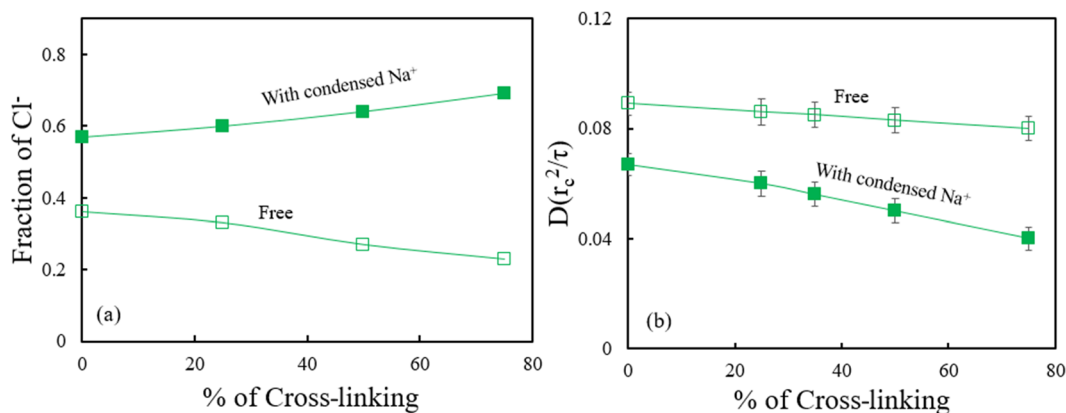 Fraction of Cl⁻
0.8
0.6
0.4
0.2
0
With condensed Na⁺
Free
(a)
0
20
40
60
80
% of Cross-linking
D(r_c²/τ)
0.12
0.08
0.04
0
Free
With condensed Na⁺
(b)
0
20
40
60
80
% of Cross-linking